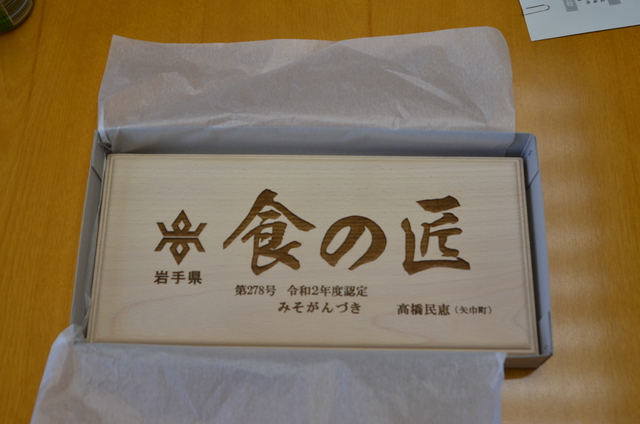 食の匠
岩手県
第278号 令和2年度認定
みそがんづき 高橋民恵（矢巾町）